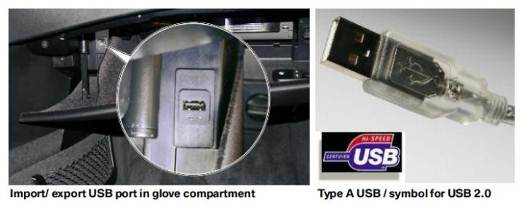 HI-SPEED
CERTIFIED USB
Import/ export USB port in glove compartment
Type A USB / symbol for USB 2.0